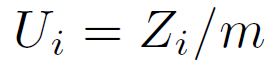 U_i = Z_i/m